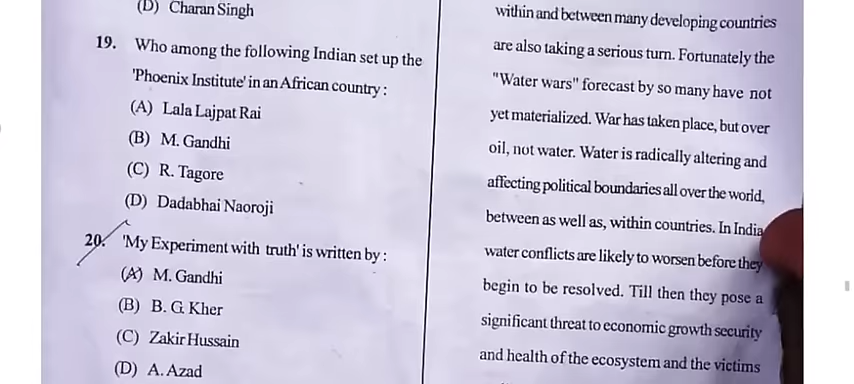 (D) Charan Singh
19. Who among the following Indian set up the
'Phoenix Institute' in an African country :
(A) Lala Lajpat Rai
(B) M. Gandhi
(C) R. Tagore
(D) Dadabhai Naoroji
20. 'My Experiment with truth' is written by :
(A) M. Gandhi
(B) B. G. Kher
(C) Zakir Hussain
(D) A. Azad
within and between many developing countries
are also taking a serious turn. Fortunately the
"Water wars" forecast by so many have not
yet materialized. War has taken place, but over
oil, not water. Water is radically altering and
affecting political boundaries all over the world,
between as well as, within countries. In India
water conflicts are likely to worsen before they
begin to be resolved. Till then they pose a
significant threat to economic growth security
and health of the ecosystem and the victims